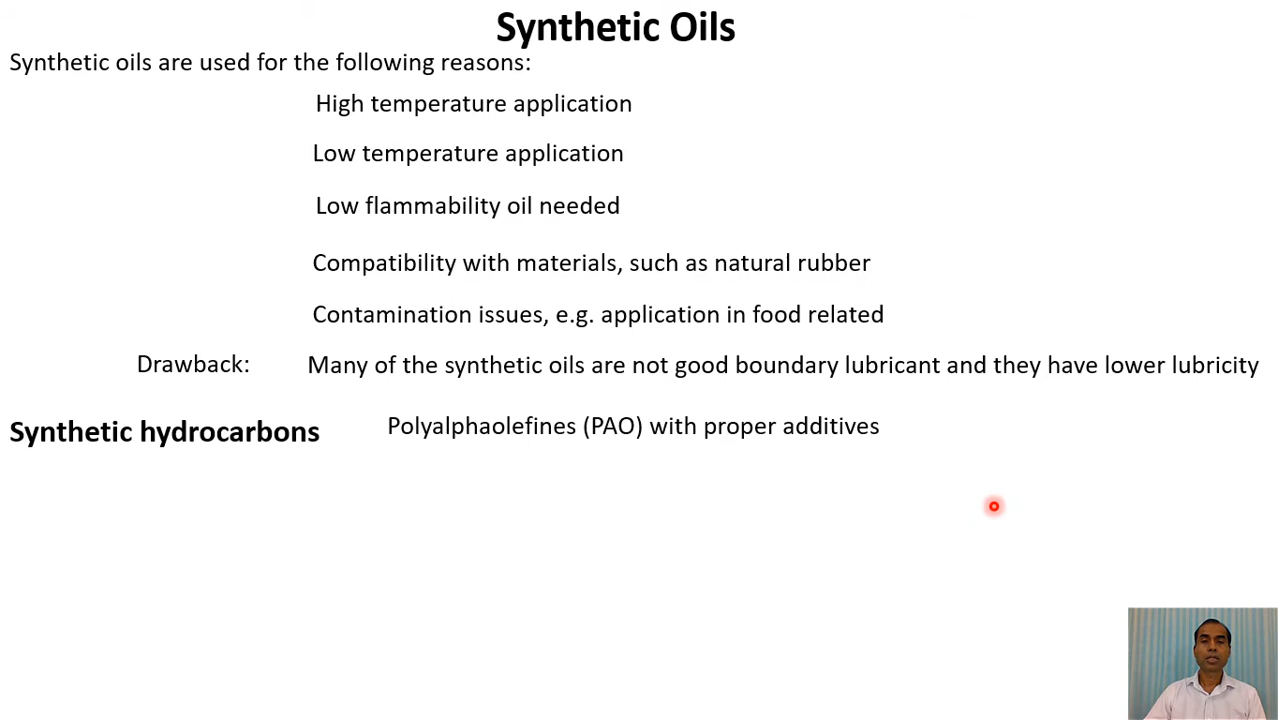 Synthetic Oils
Synthetic oils are used for the following reasons:
High temperature application
Low temperature application
Low flammability oil needed
Compatibility with materials, such as natural rubber
Contamination issues, e.g. application in food related
Drawback: Many of the synthetic oils are not good boundary lubricant and they have lower lubricity
Synthetic hydrocarbons Polyalphaolefines (PAO) with proper additives